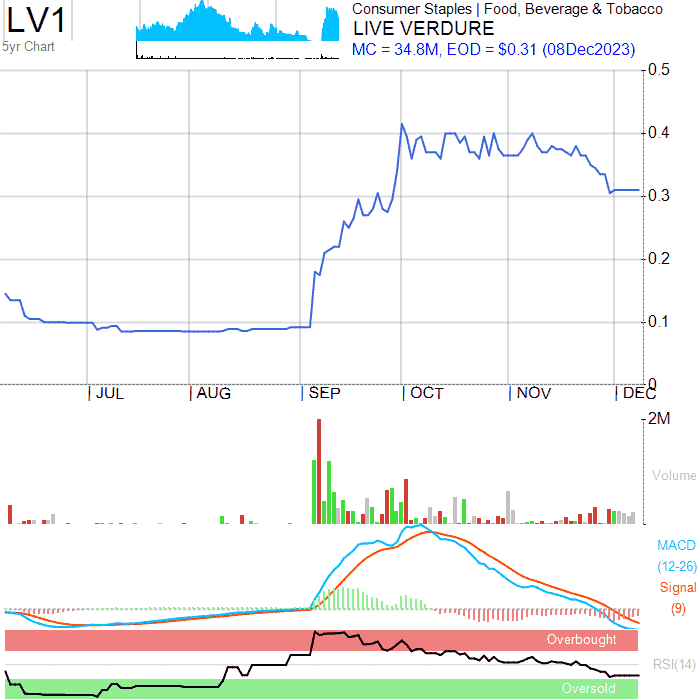 LV1
5yr Chart
Consumer Staples | Food, Beverage & Tobacco
LIVE VERDURE
MC = 34.8M, EOD = $0.31 (08Dec2023)
0.5
0.4
0.3
0.2
0.1
0
JUL AUG SEP OCT NOV DEC
2M
Volume
MACD
(12-26)
Signal
(9)
Overbought
RSI(14)
Oversold